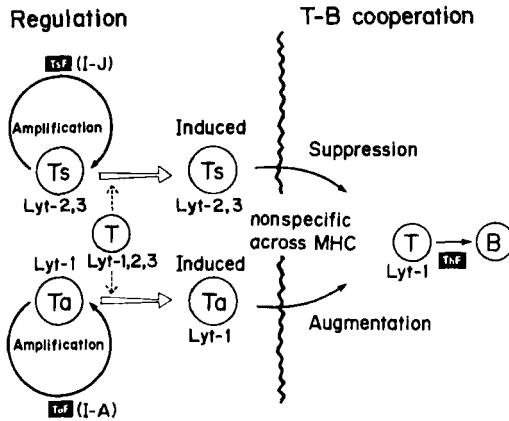 Regulation
T-B cooperation
TsF (I-J)
Amplification
Ts
Lyt-2,3
Induced
Ts
Lyt-2,3
Suppression
T
Lyt-1,2,3
nonspecific
across MHC
T
Lyt-1
ThF
B
Lyt-1
Ta
Induced
Ta
Lyt-1
Augmentation
Amplification
TaF (I-A)